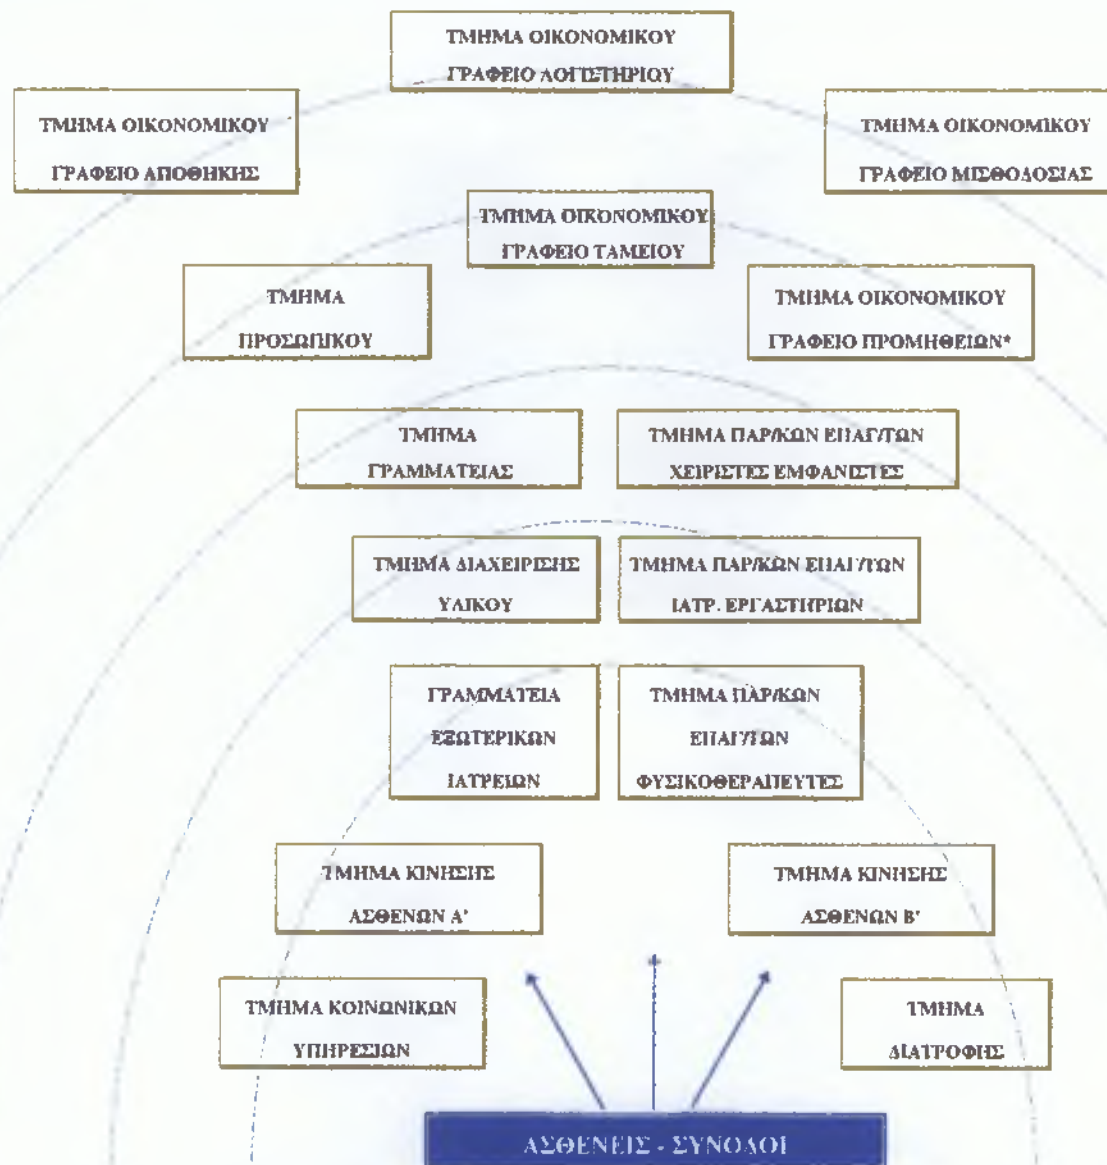 ΤΜΗΜΑ ΟΙΚΟΝΟΜΙΚΟΥ
ΓΡΑΦΕΙΟ ΛΟΓΙΣΤΗΡΙΟΥ
ΤΜΗΜΑ ΟΙΚΟΝΟΜΙΚΟΥ
ΓΡΑΦΕΙΟ ΑΠΟΘΗΚΗΣ
ΤΜΗΜΑ ΟΙΚΟΝΟΜΙΚΟΥ
ΓΡΑΦΕΙΟ ΜΙΣΘΟΔΟΣΙΑΣ
ΤΜΗΜΑ ΟΙΚΟΝΟΜΙΚΟΥ
ΓΡΑΦΕΙΟ ΤΑΜΕΙΟΥ
ΤΜΗΜΑ
ΠΡΟΣΩΠΙΚΟΥ
ΤΜΗΜΑ ΟΙΚΟΝΟΜΙΚΟΥ
ΓΡΑΦΕΙΟ ΠΡΟΜΗΘΕΙΩΝ*
ΤΜΗΜΑ
ΓΡΑΜΜΑΤΕΙΑΣ
ΤΜΗΜΑ ΠΑΡ/ΚΩΝ ΕΠΑΓ/ΤΩΝ
ΧΕΙΡΙΣΤΕΣ ΕΜΦΑΝΙΣΤΕΣ
ΤΜΗΜΑ ΔΙΑΧΕΙΡΙΣΗΣ
ΥΛΙΚΟΥ
ΤΜΗΜΑ ΠΑΡ/ΚΩΝ ΕΠΑΓ/ΤΩΝ
ΙΑΤΡ. ΕΡΓΑΣΤΗΡΙΩΝ
ΓΡΑΜΜΑΤΕΙΑ
ΕΞΩΤΕΡΙΚΩΝ
ΙΑΤΡΕΙΩΝ
ΤΜΗΜΑ ΠΑΡ/ΚΩΝ
ΕΠΑΓ/ΤΩΝ
ΦΥΣΙΚΟΘΕΡΑΠΕΥΤΕΣ
ΤΜΗΜΑ ΚΙΝΗΣΗΣ
ΑΣΘΕΝΩΝ Α'
ΤΜΗΜΑ ΚΙΝΗΣΗΣ
ΑΣΘΕΝΩΝ Β'
ΤΜΗΜΑ ΚΟΙΝΩΝΙΚΩΝ
ΥΠΗΡΕΣΙΩΝ
ΤΜΗΜΑ
ΔΙΑΤΡΟΦΗΣ
ΑΣΘΕΝΕΙΣ - ΣΥΝΟΔΟΙ